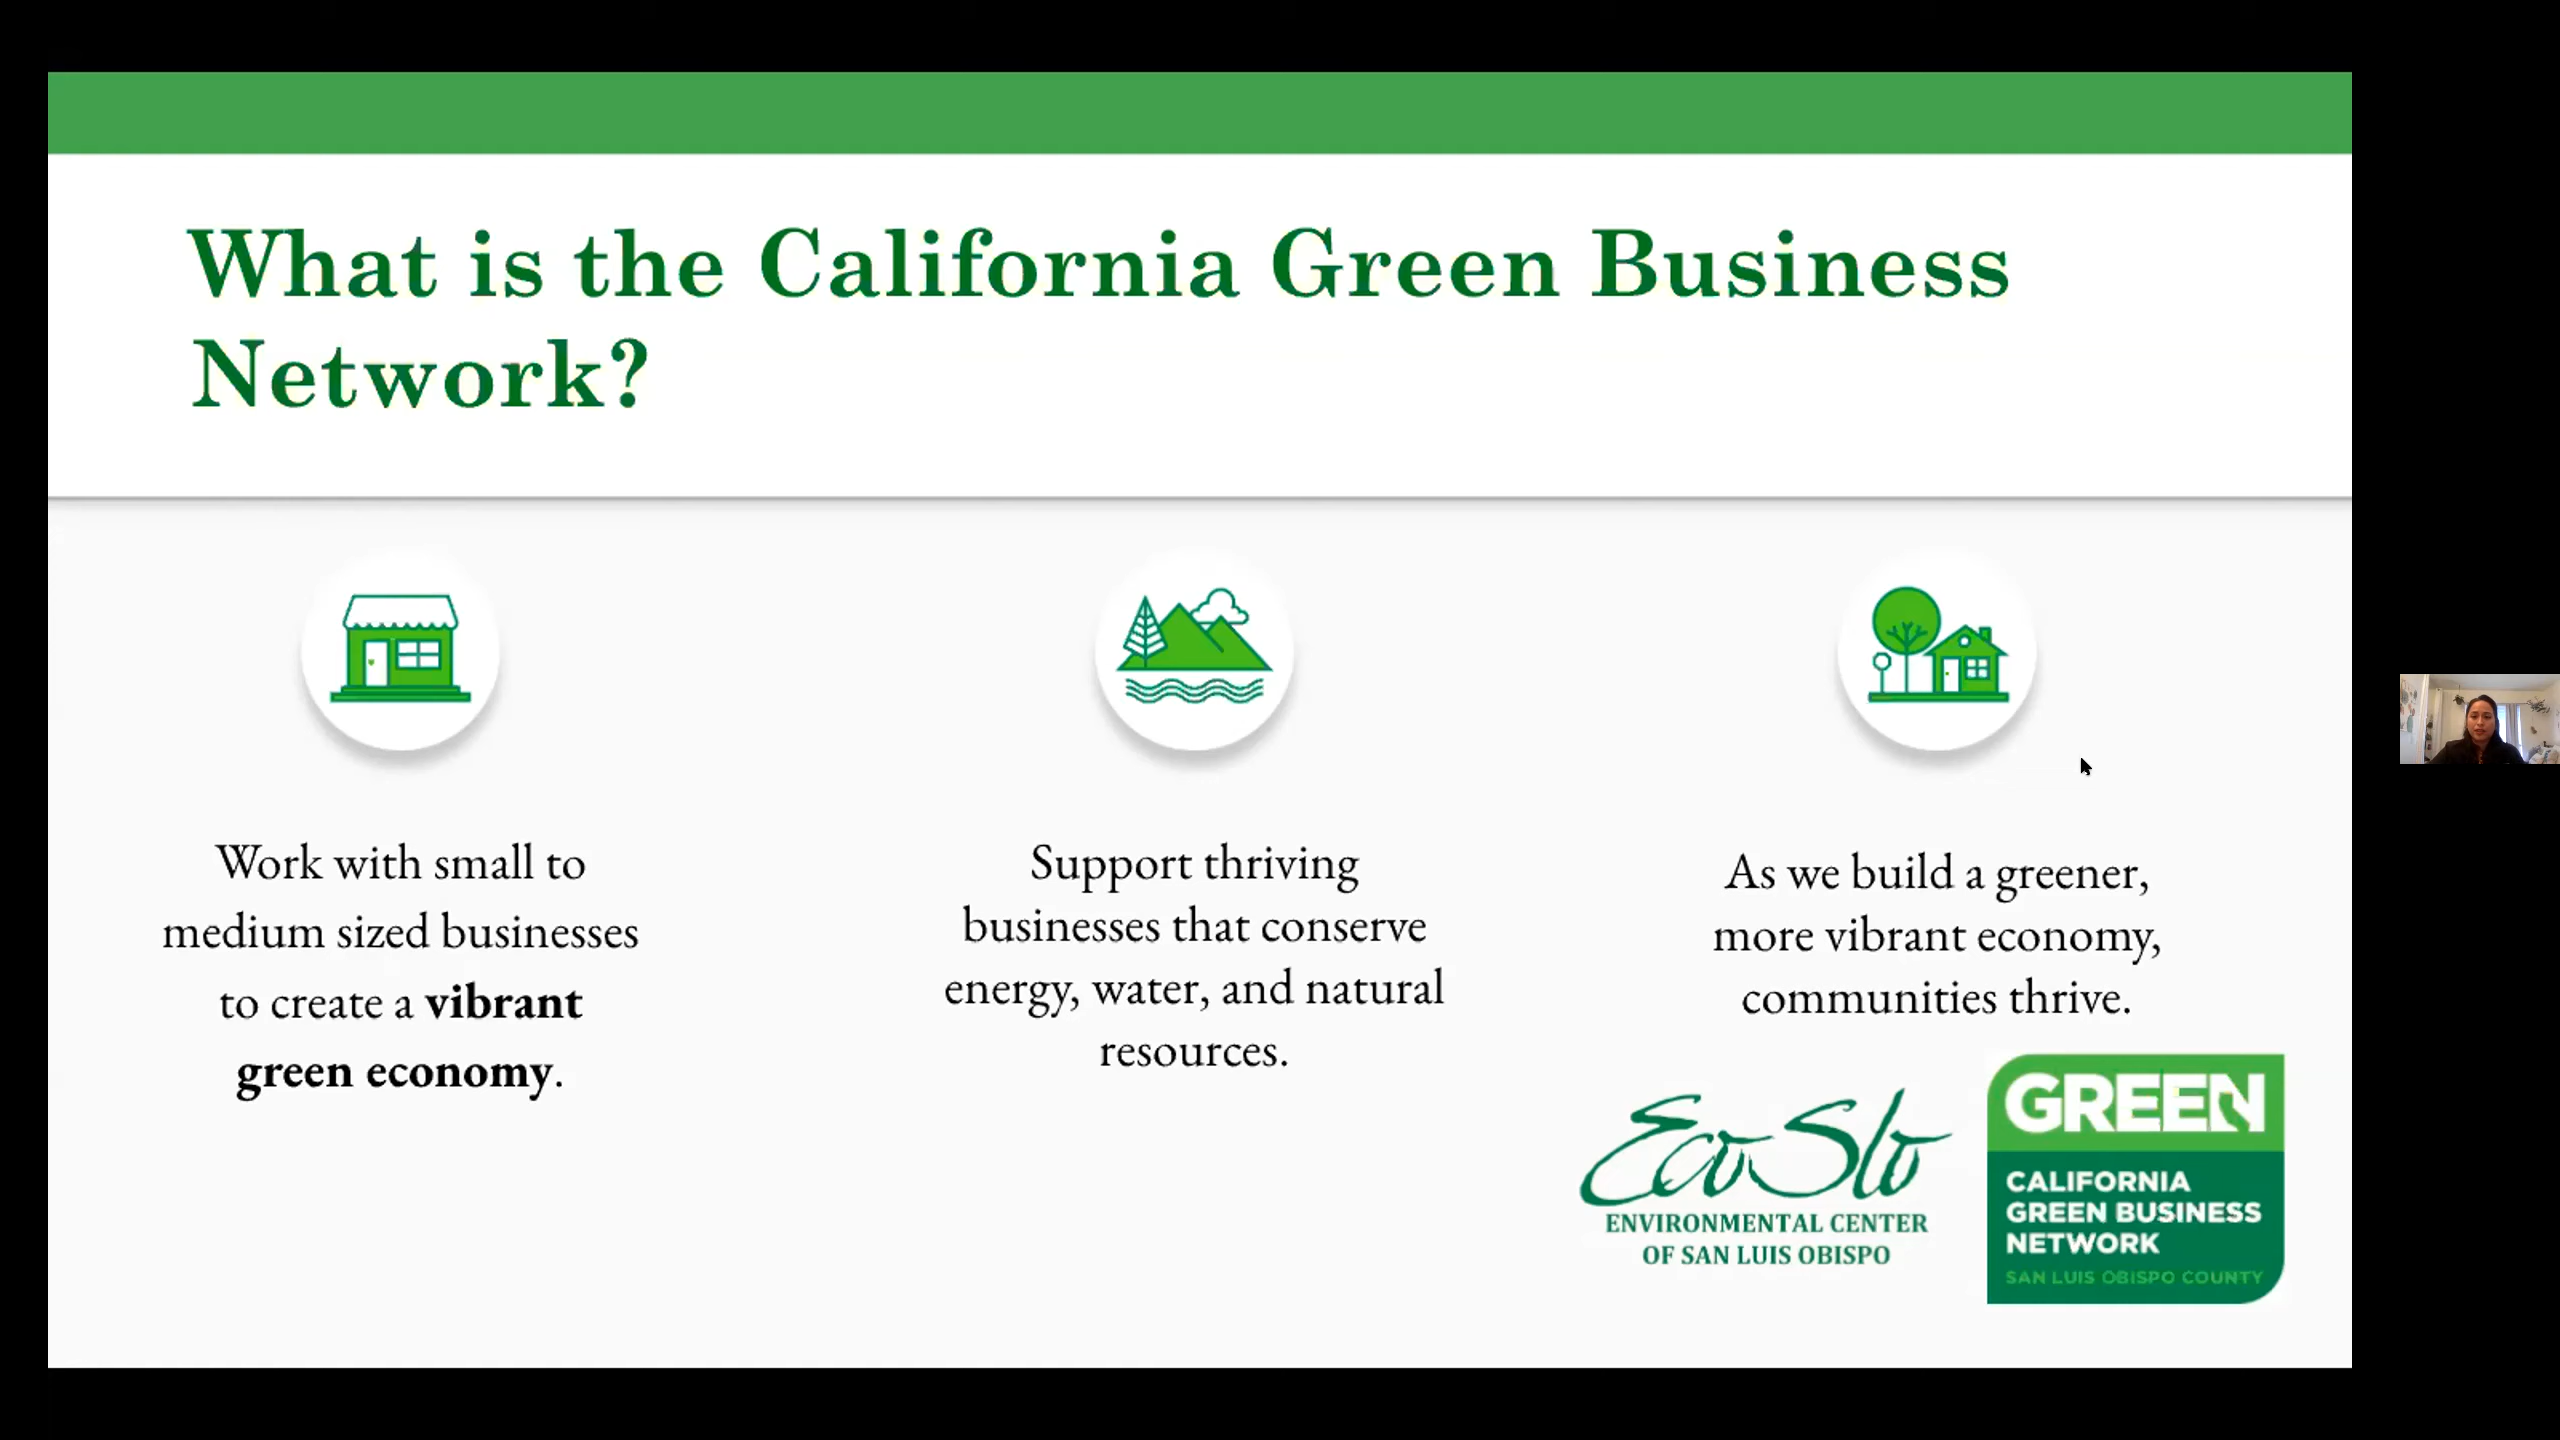 What is the California Green Business
Network?
Work with small to
medium sized businesses
to create a vibrant
green economy.
Support thriving
businesses that conserve
energy, water, and natural
resources.
As we build a greener,
more vibrant economy,
communities thrive.
EcoSlo
ENVIRONMENTAL CENTER
OF SAN LUIS OBISPO
GREEN
CALIFORNIA
GREEN BUSINESS
NETWORK
SAN LUIS OBISPO COUNTY